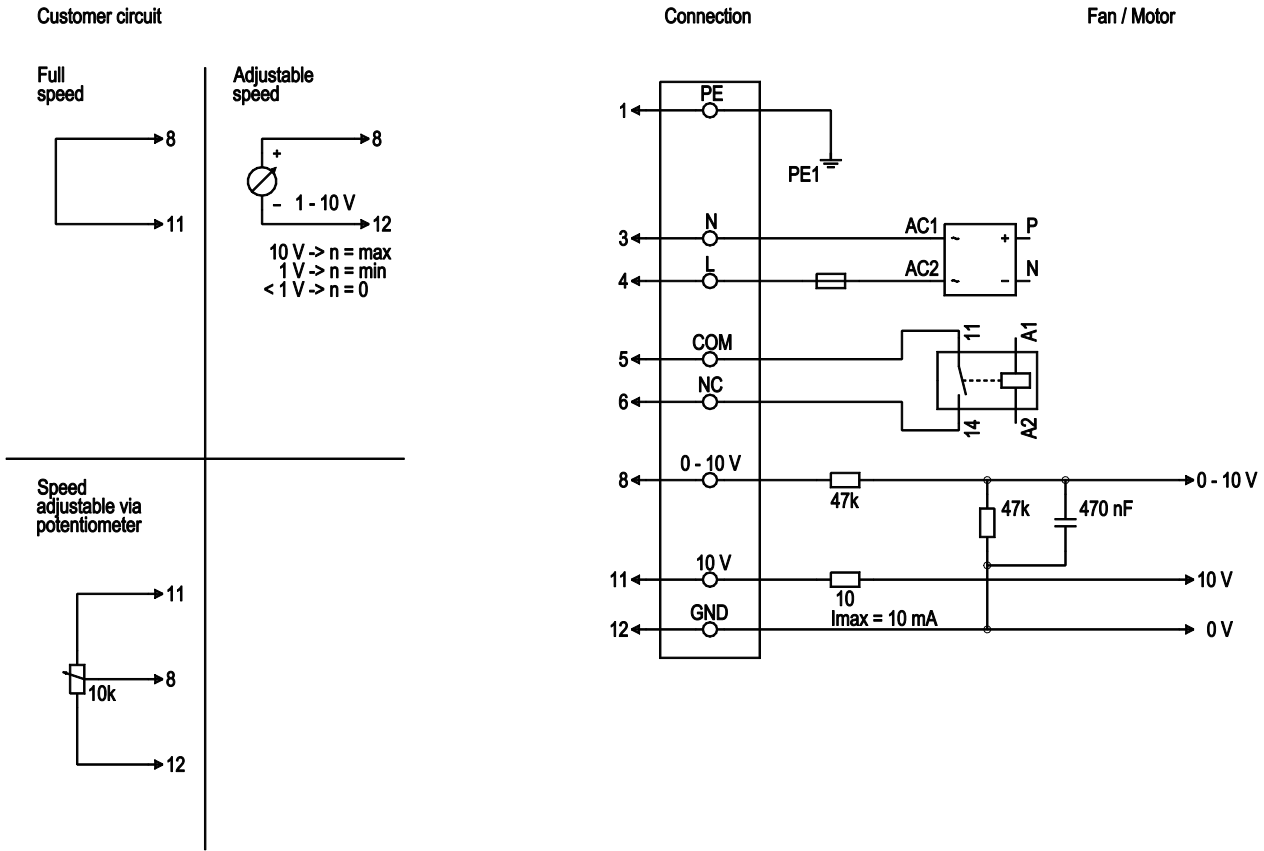 Customer circuit
Connection
Fan / Motor
Full
speed
8
11
Adjustable
speed
8
+
–
1 - 10 V
12
10 V -> n = max
1 V -> n = min
< 1 V -> n = 0
Speed
adjustable via
potentiometer
11
8
10k
12
PE
1
PE1
N
3
AC1
~
+
P
L
4
AC2
~
–
N
COM
5
11
A1
NC
6
14
A2
0 - 10 V
8
47k
47k
470 nF
0 - 10 V
10 V
11
10
10 V
Imax = 10 mA
GND
12
0 V